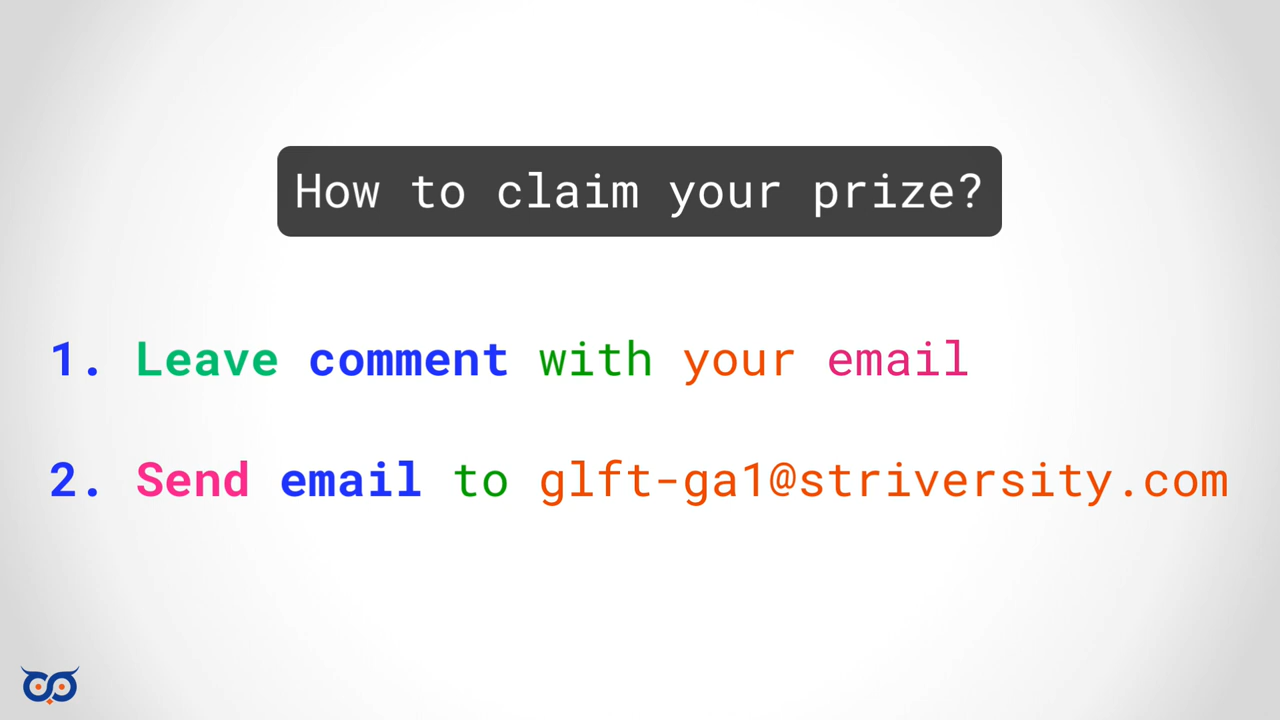 How to claim your prize?
1. Leave comment with your email
2. Send email to glft-ga1@striversity.com